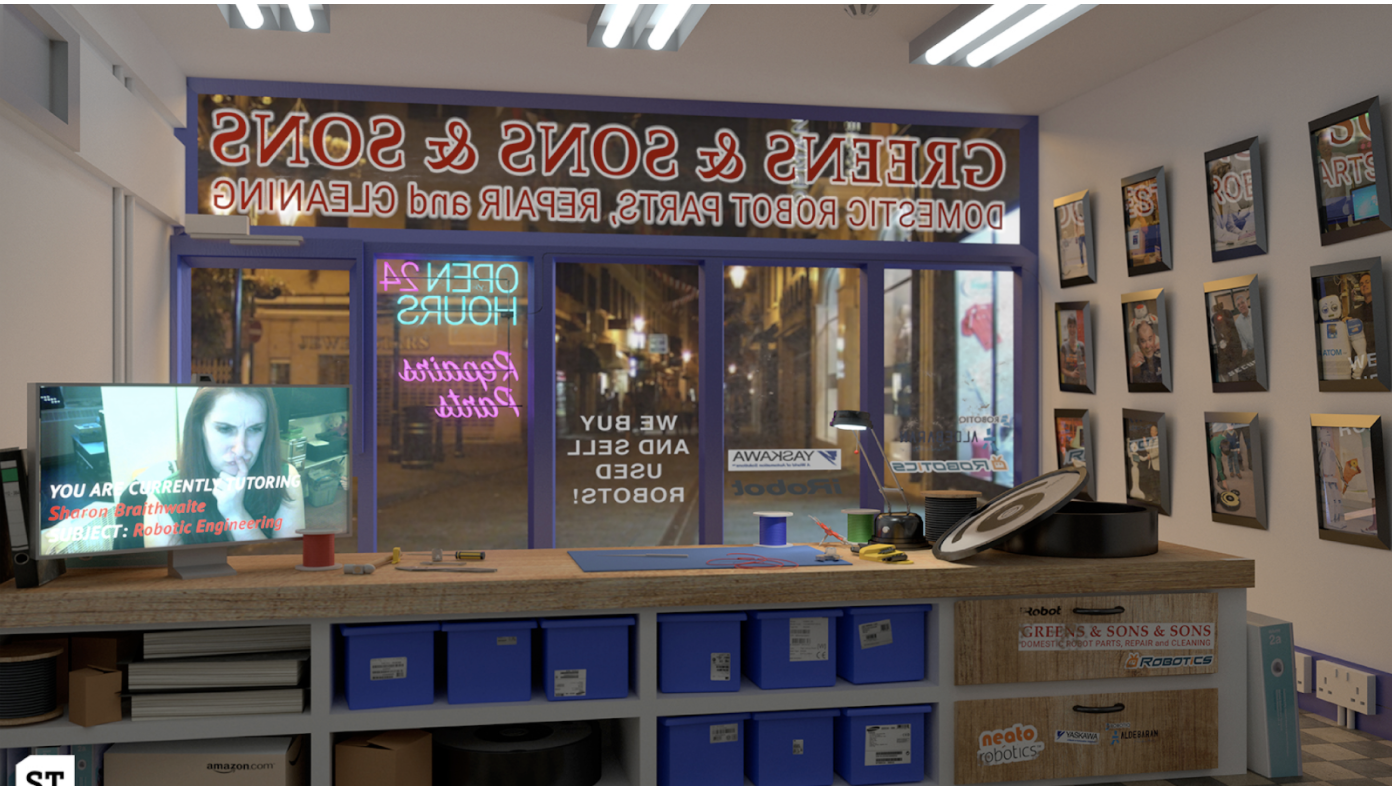 GREENS & SONS & SONS
DOMESTIC ROBOT PARTS, REPAIR and CLEANING
OPEN 24
HOURS
Repairs
Parts
JEWELLERS
WE BUY
AND SELL
USED
ROBOTS!
YASKAWA
iRobot
ROBOTICS
YOU ARE CURRENTLY TUTORING
Sharon Braithwaite
SUBJECT: Robotic Engineering
iRobot
GREENS & SONS & SONS
DOMESTIC ROBOT PARTS, REPAIR and CLEANING
ROBOTICS
neato
robotics
YASKAWA
ALDEBARAN
amazon.com
2a
ST